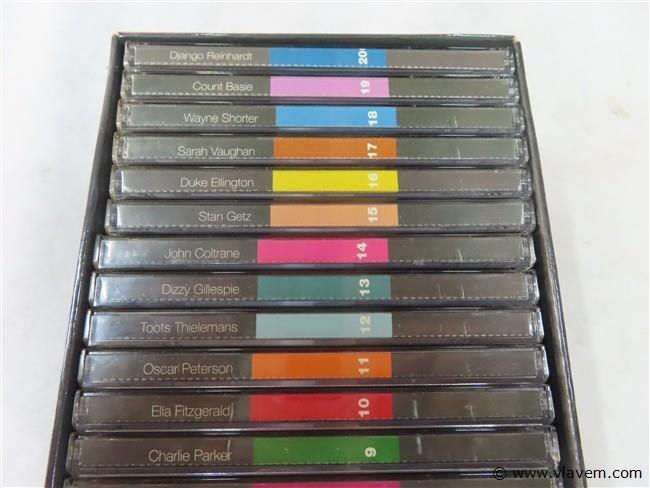 Django Reinhardt 20
Count Basie 19
Wayne Shorter 18
Sarah Vaughan 17
Duke Ellington 16
Stan Getz 15
John Coltrane 14
Dizzy Gillespie 13
Toots Thielemans 12
Oscar Peterson 11
Ella Fitzgerald 10
Charlie Parker 9
© www.vlavem.com